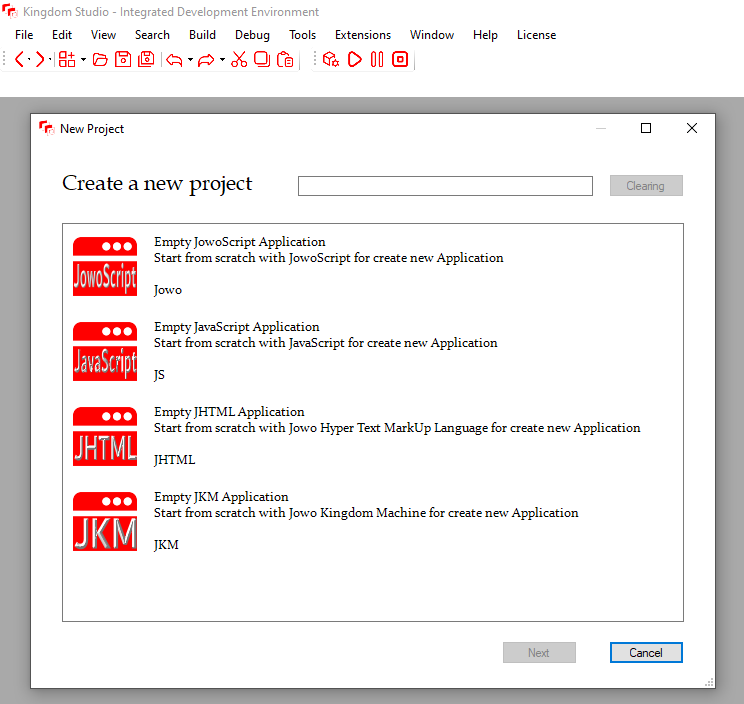 Kingdom Studio - Integrated Development Environment
File Edit View Search Build Debug Tools Extensions Window Help License
New Project
Create a new project
Clearing
JowoScript
Empty JowoScript Application
Start from scratch with JowoScript for create new Application
Jowo
JavaScript
Empty JavaScript Application
Start from scratch with JavaScript for create new Application
JS
JHTML
Empty JHTML Application
Start from scratch with Jowo Hyper Text MarkUp Language for create new Application
JHTML
JKM
Empty JKM Application
Start from scratch with Jowo Kingdom Machine for create new Application
JKM
Next Cancel